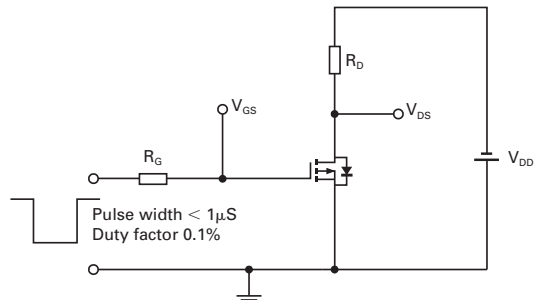 R_D
V_GS
V_DS
R_G
V_DD
Pulse width < 1µS
Duty factor 0.1%